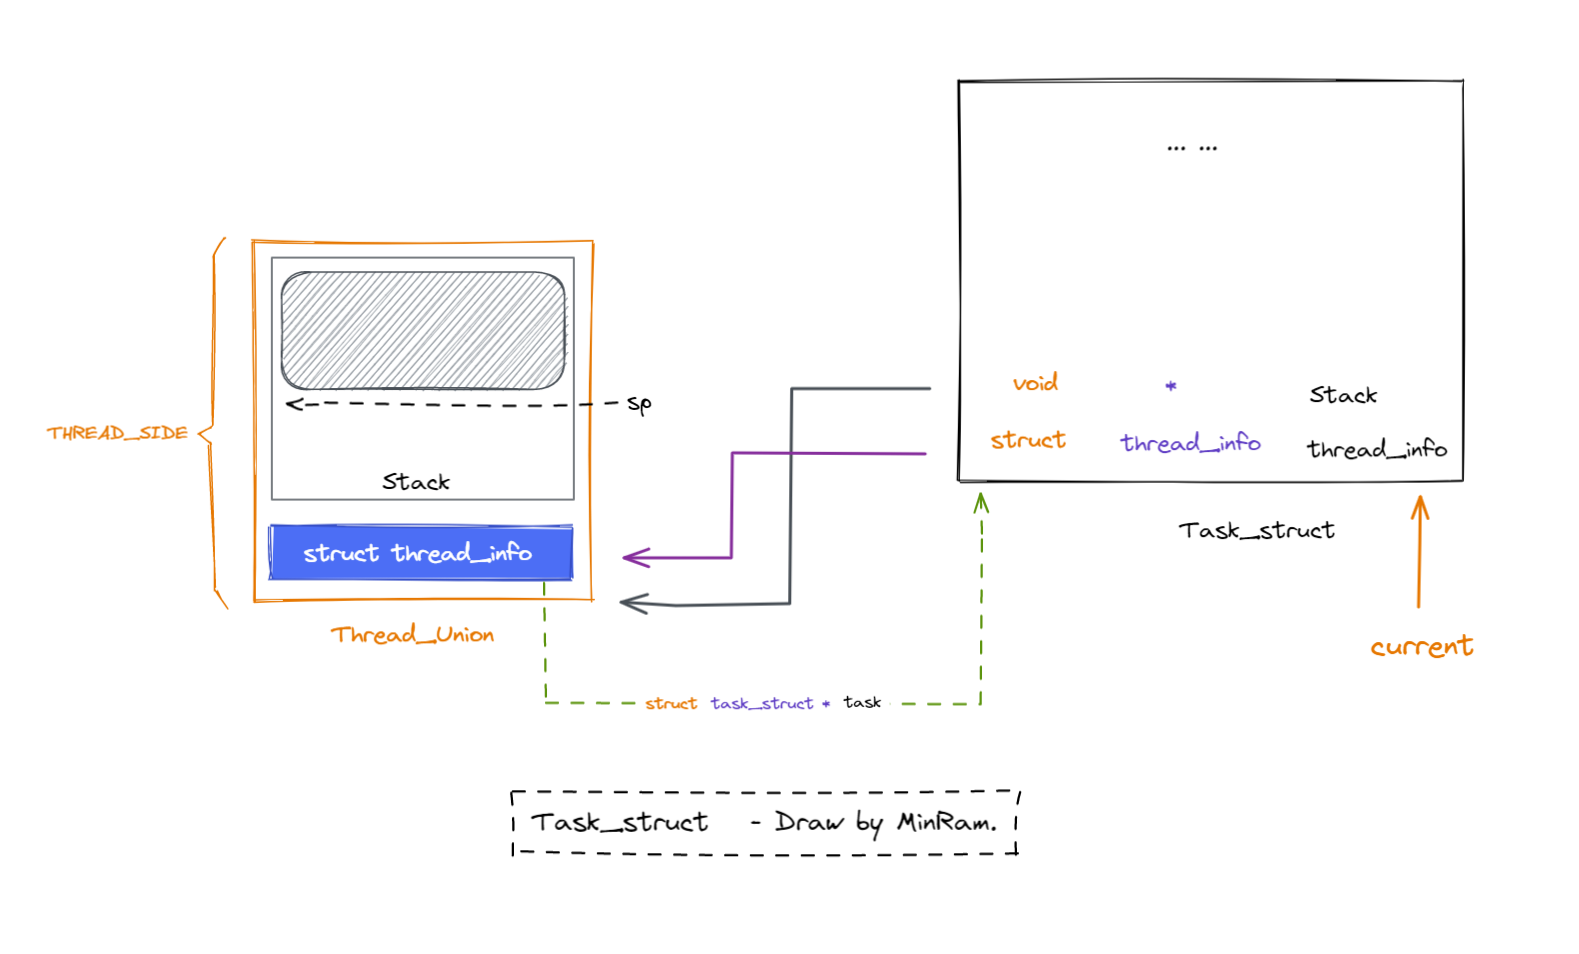 ... ...
void * Stack
struct thread_info thread_info
Task_struct
current
THREAD_SIDE
sp
Stack
struct thread_info
Thread_Union
struct task_struct * task
Task_struct - Draw by MinRam.